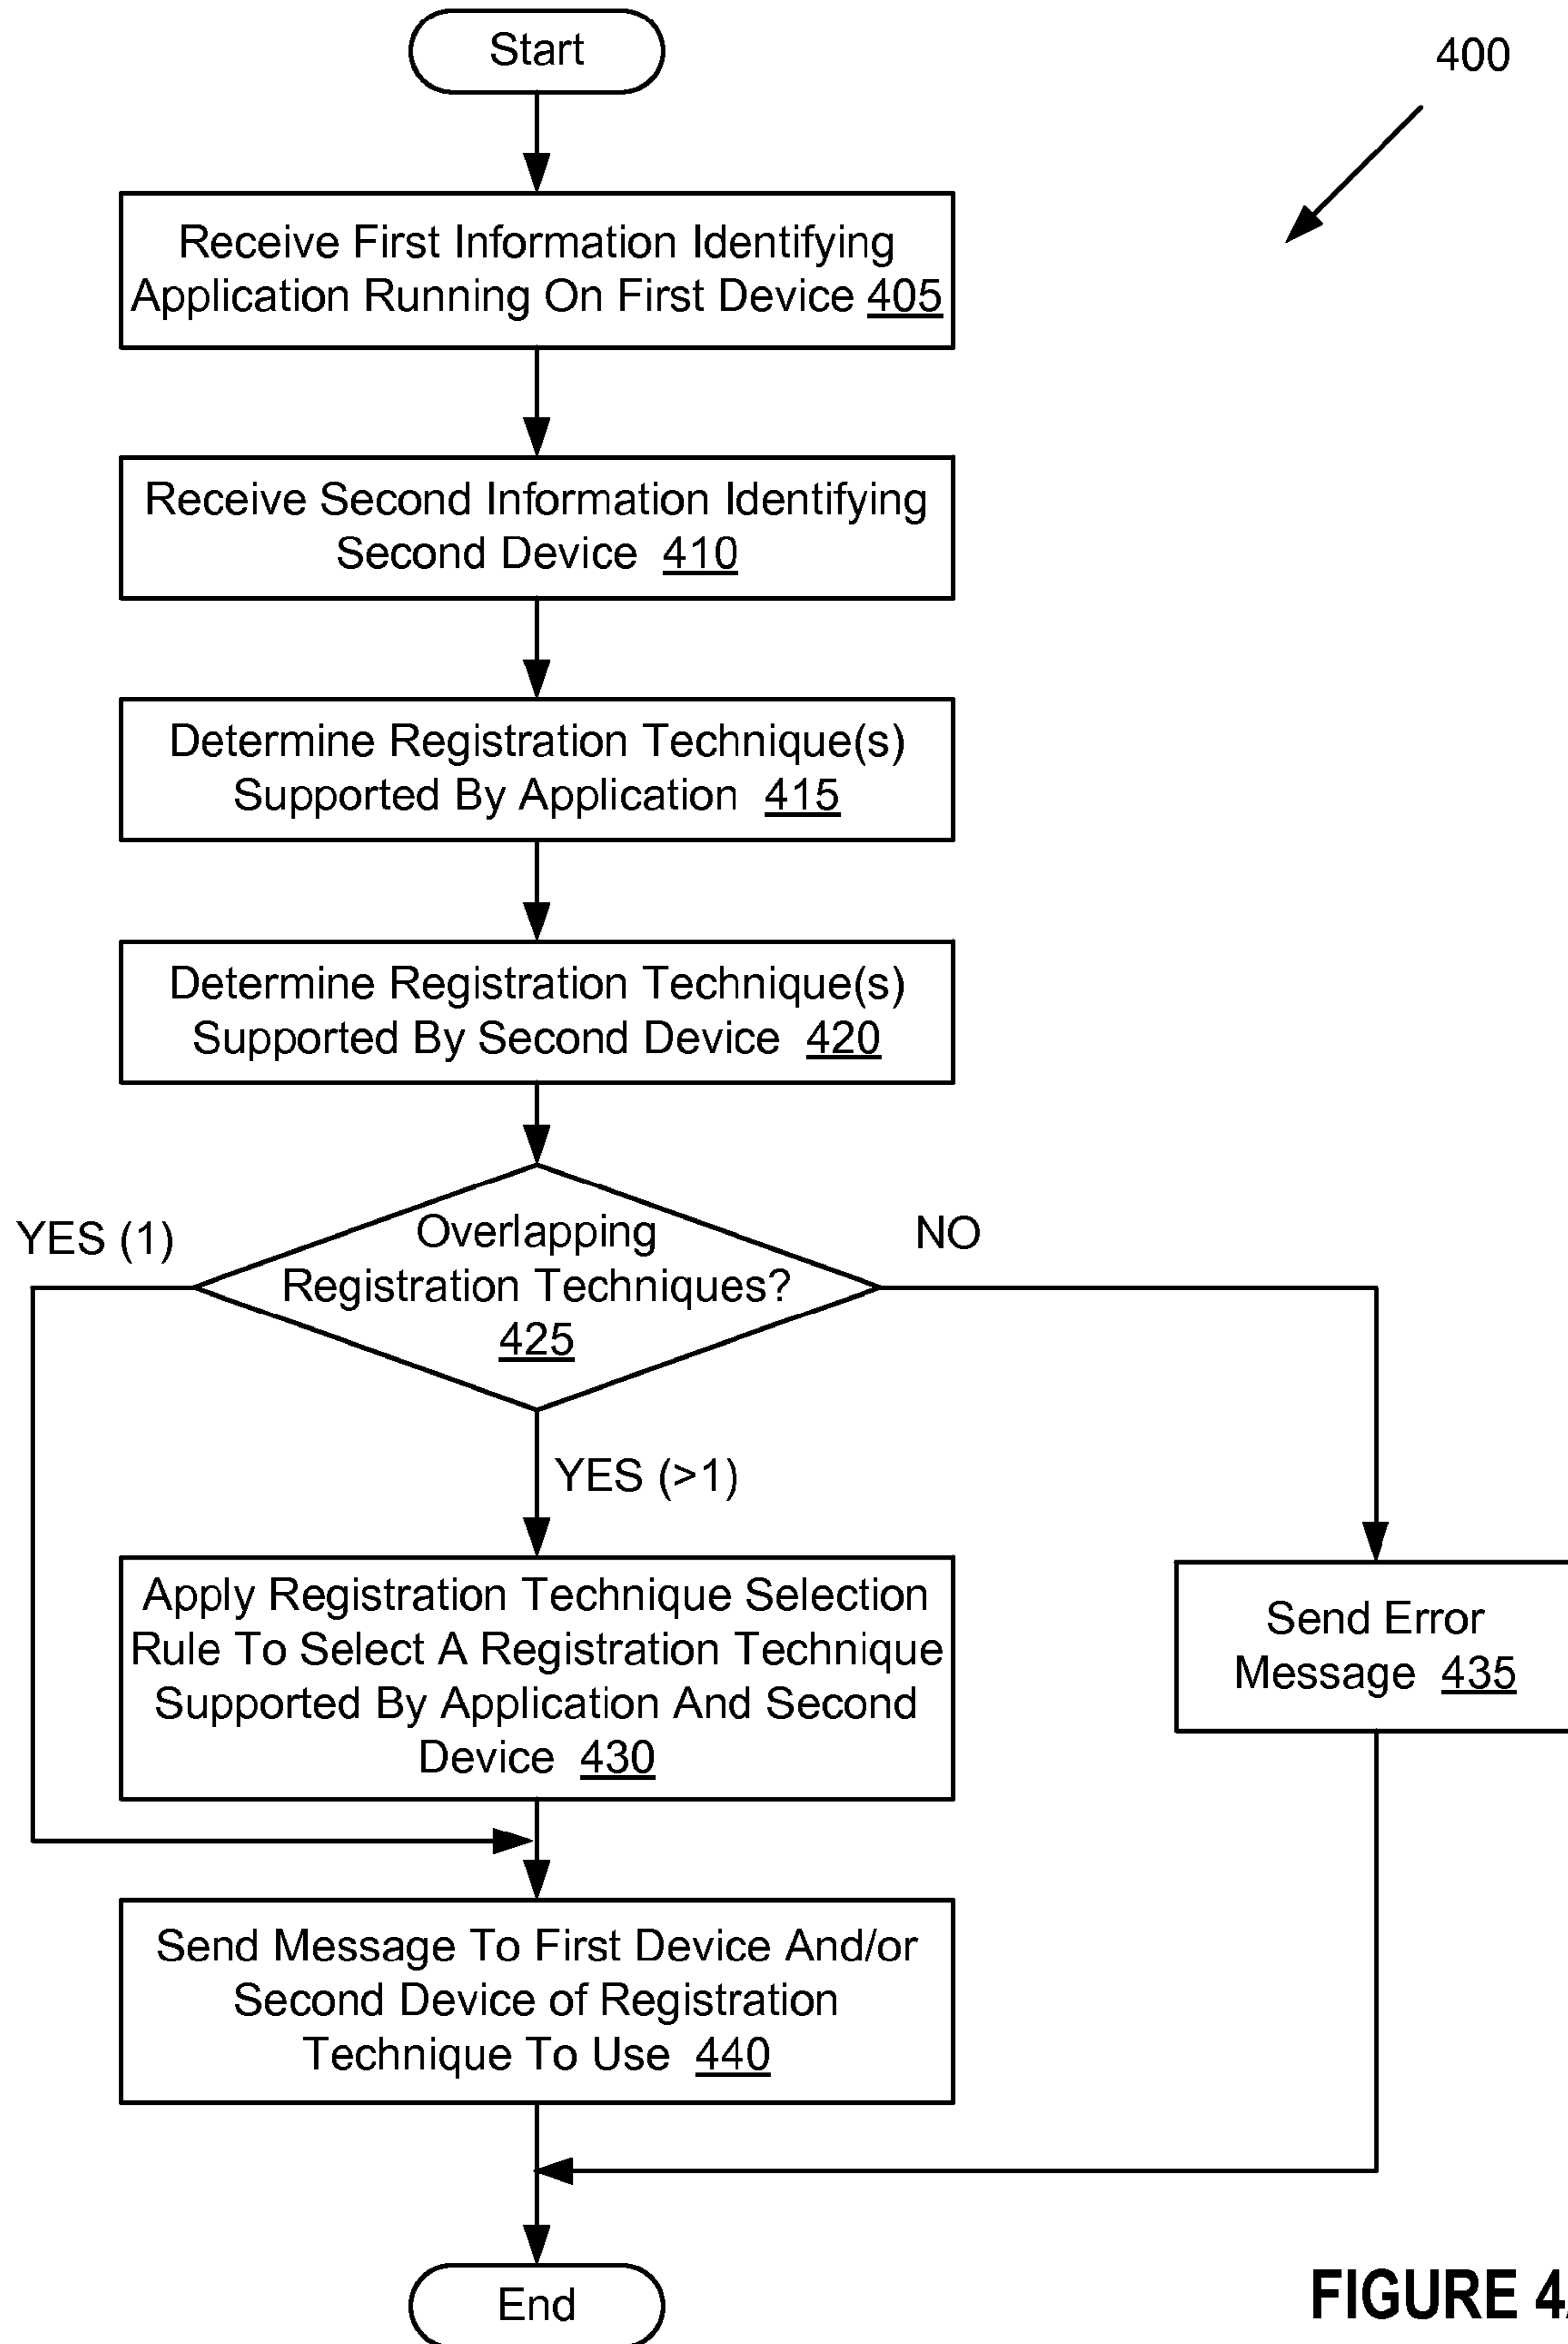 Start
400
Receive First Information Identifying
Application Running On First Device 405
Receive Second Information Identifying
Second Device 410
Determine Registration Technique(s)
Supported By Application 415
Determine Registration Technique(s)
Supported By Second Device 420
YES (1)
Overlapping
Registration Techniques?
425
NO
YES (>1)
Apply Registration Technique Selection
Rule To Select A Registration Technique
Supported By Application And Second
Device 430
Send Error
Message 435
Send Message To First Device And/or
Second Device of Registration
Technique To Use 440
End
FIGURE 4